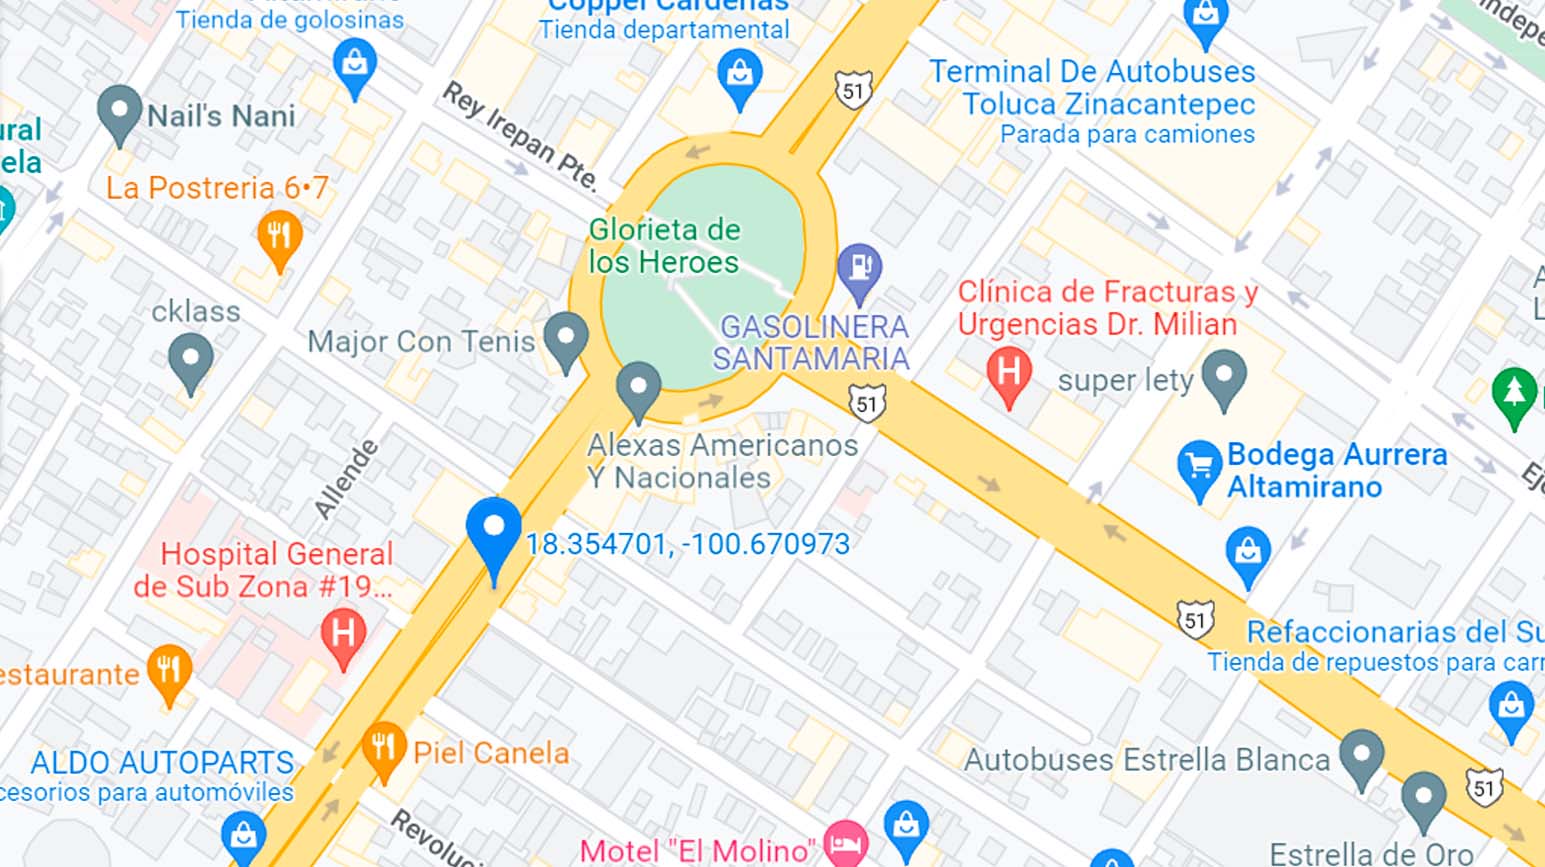 Tienda de golosinas
Coppel Cardenas
Tienda departamental
51
Terminal De Autobuses
Toluca Zinacantepec
Parada para camiones
Nail's Nani
Rey Irepan Pte.
ural
ela
La Postreria 6•7
Glorieta de
los Heroes
cklass
Major Con Tenis
GASOLINERA
SANTAMARIA
Clínica de Fracturas y
Urgencias Dr. Milian
super lety
51
Alexas Americanos
Y Nacionales
Bodega Aurrera
Altamirano
Allende
18.354701, -100.670973
Hospital General
de Sub Zona #19...
51
Refaccionarias del Su
Tienda de repuestos para carr
estaurante
ALDO AUTOPARTS
cesorios para automóviles
Piel Canela
Autobuses Estrella Blanca
51
Revoluci
Motel "El Molino"
Estrella de Oro